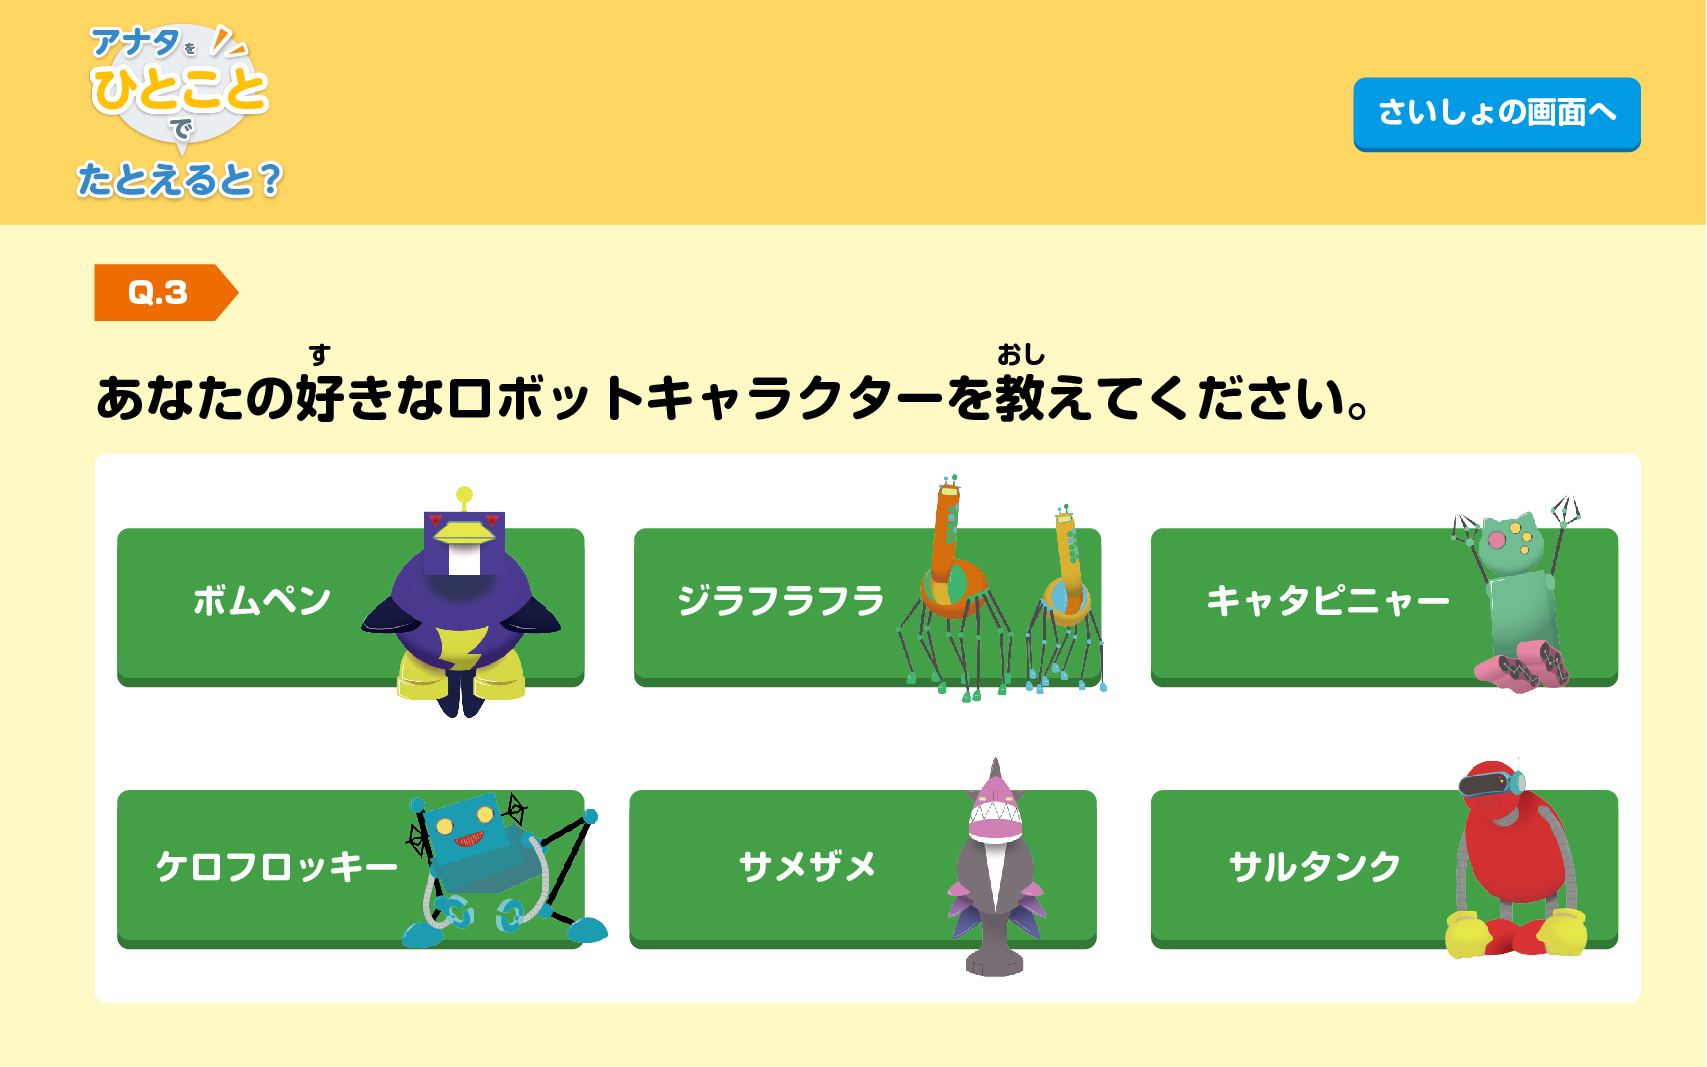 アナタを
ひとこと
で
たとえると？
さいしょの画面へ
Q.3
す
おし
あなたの好きなロボットキャラクターを教えてください。
ボムペン
ジラフラフラ
キャタピニャー
ケロフロッキー
サメザメ
サルタンク